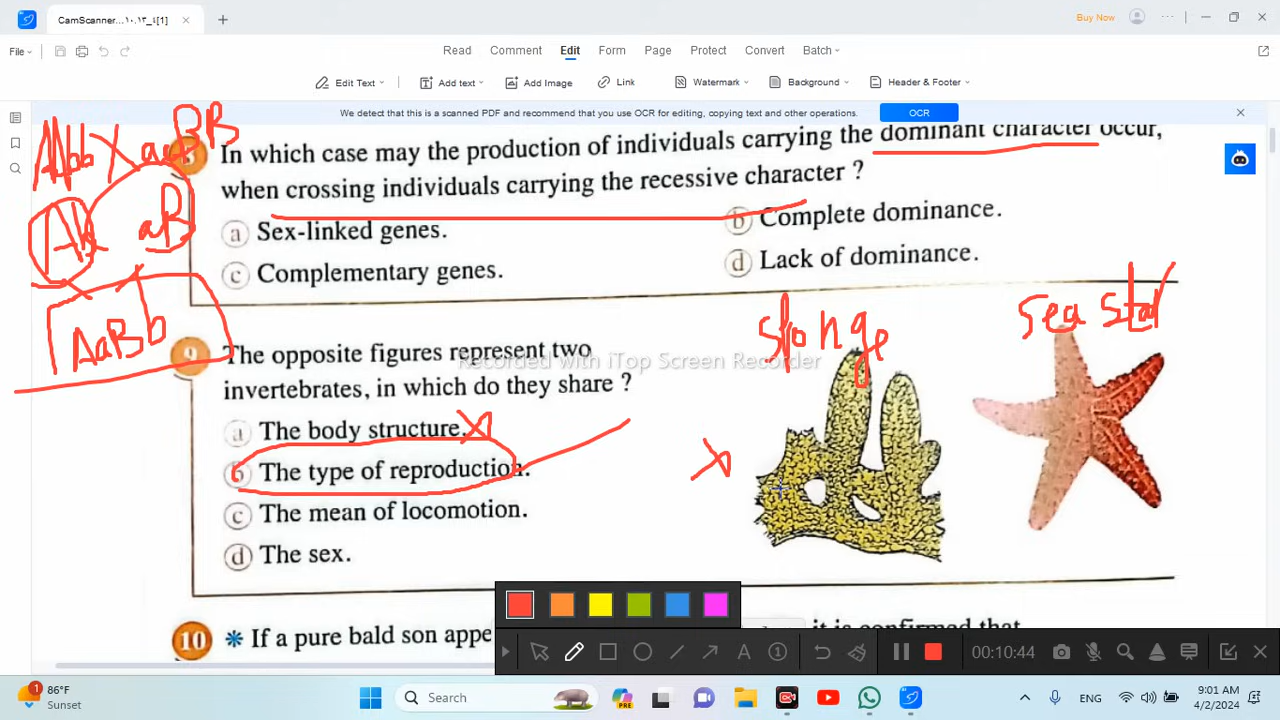 CamScanner...١٠.١٣_٤[1]
Buy Now
File
Read Comment Edit Form Page Protect Convert Batch
Edit Text Add text Add Image Link Watermark Background Header & Footer
We detect that this is a scanned PDF and recommend that you use OCR for editing, copying text and other operations. OCR
AAbb X aaBB
Ab aB
AaBb
8 In which case may the production of individuals carrying the dominant character occur,
when crossing individuals carrying the recessive character ?
a Sex-linked genes. b Complete dominance.
c Complementary genes. d Lack of dominance.
Sponge Sea star
9 The opposite figures represent two
Recorded with iTop Screen Recorder
invertebrates, in which do they share ?
a The body structure. X
b The type of reproduction.
c The mean of locomotion.
d The sex.
X
10 * If a pure bald son appe it is confirmed that
A 1 00:10:44
86°F
Sunset
1
Search
PRE
ENG
9:01 AM
4/2/2024